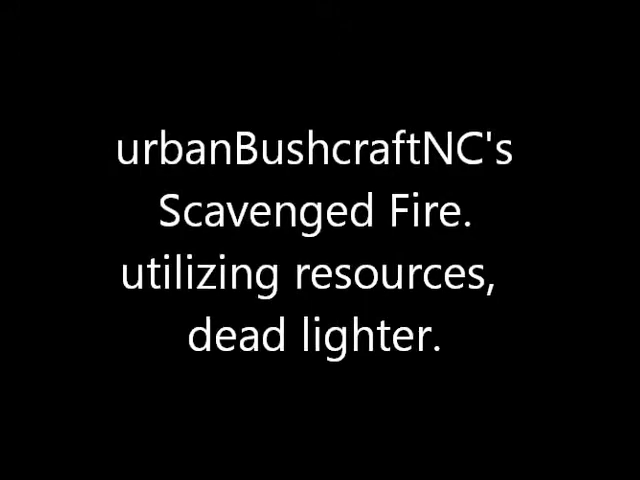 urbanBushcraftNC's
Scavenged Fire.
utilizing resources,
dead lighter.